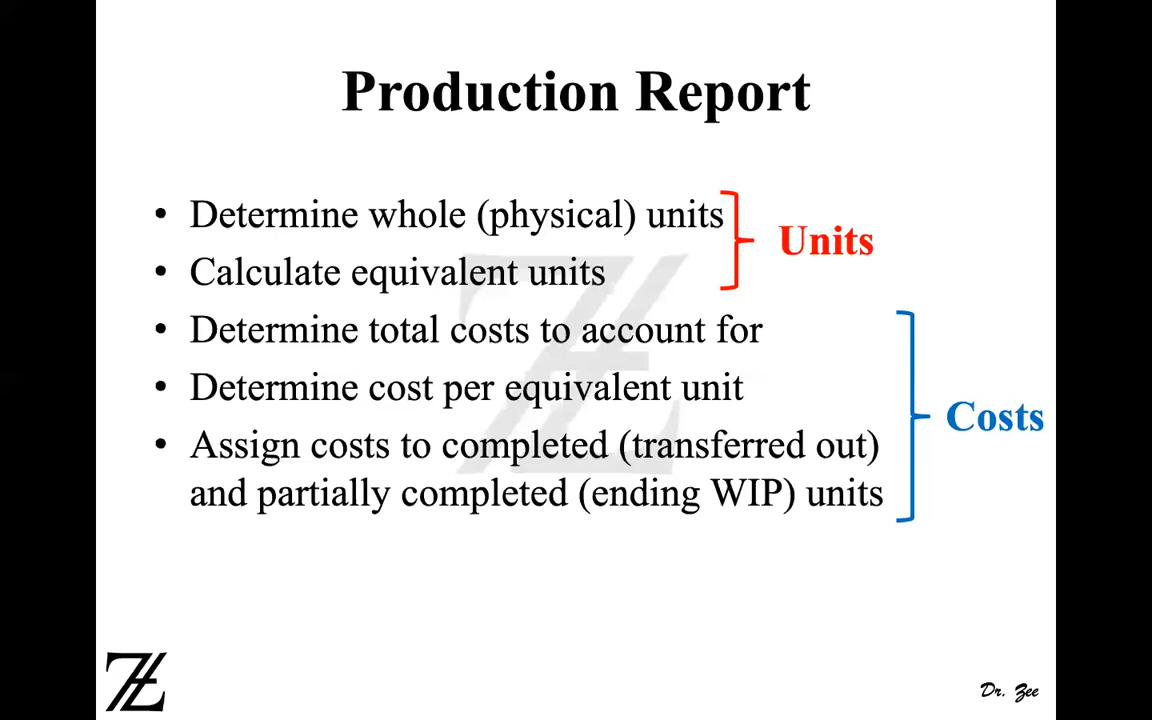 Production Report
• Determine whole (physical) units
• Calculate equivalent units
Units
• Determine total costs to account for
• Determine cost per equivalent unit
• Assign costs to completed (transferred out)
and partially completed (ending WIP) units
Costs
Dr. Zee